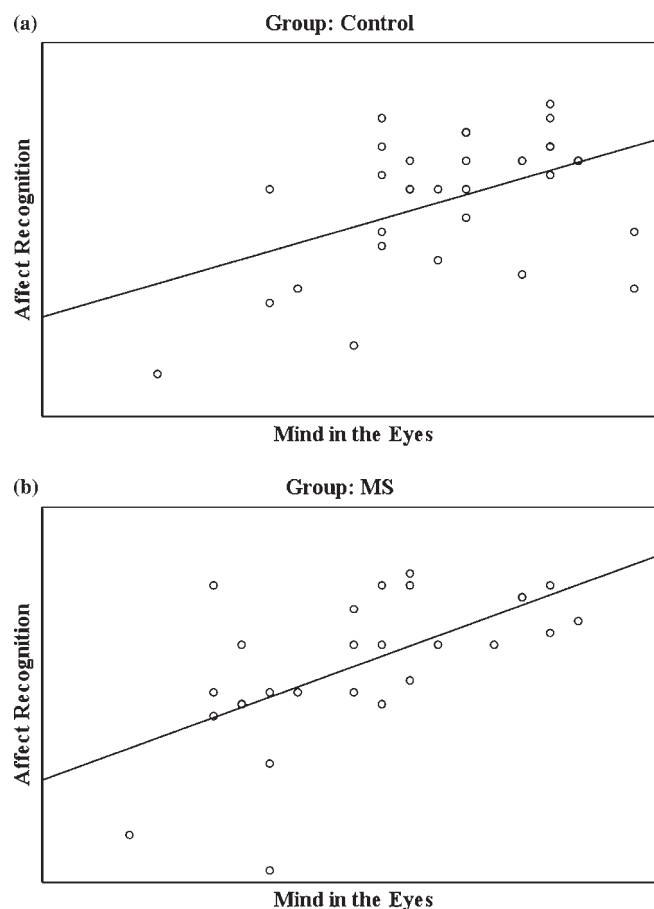 (a)
Group: Control
Affect Recognition
Mind in the Eyes
(b)
Group: MS
Affect Recognition
Mind in the Eyes